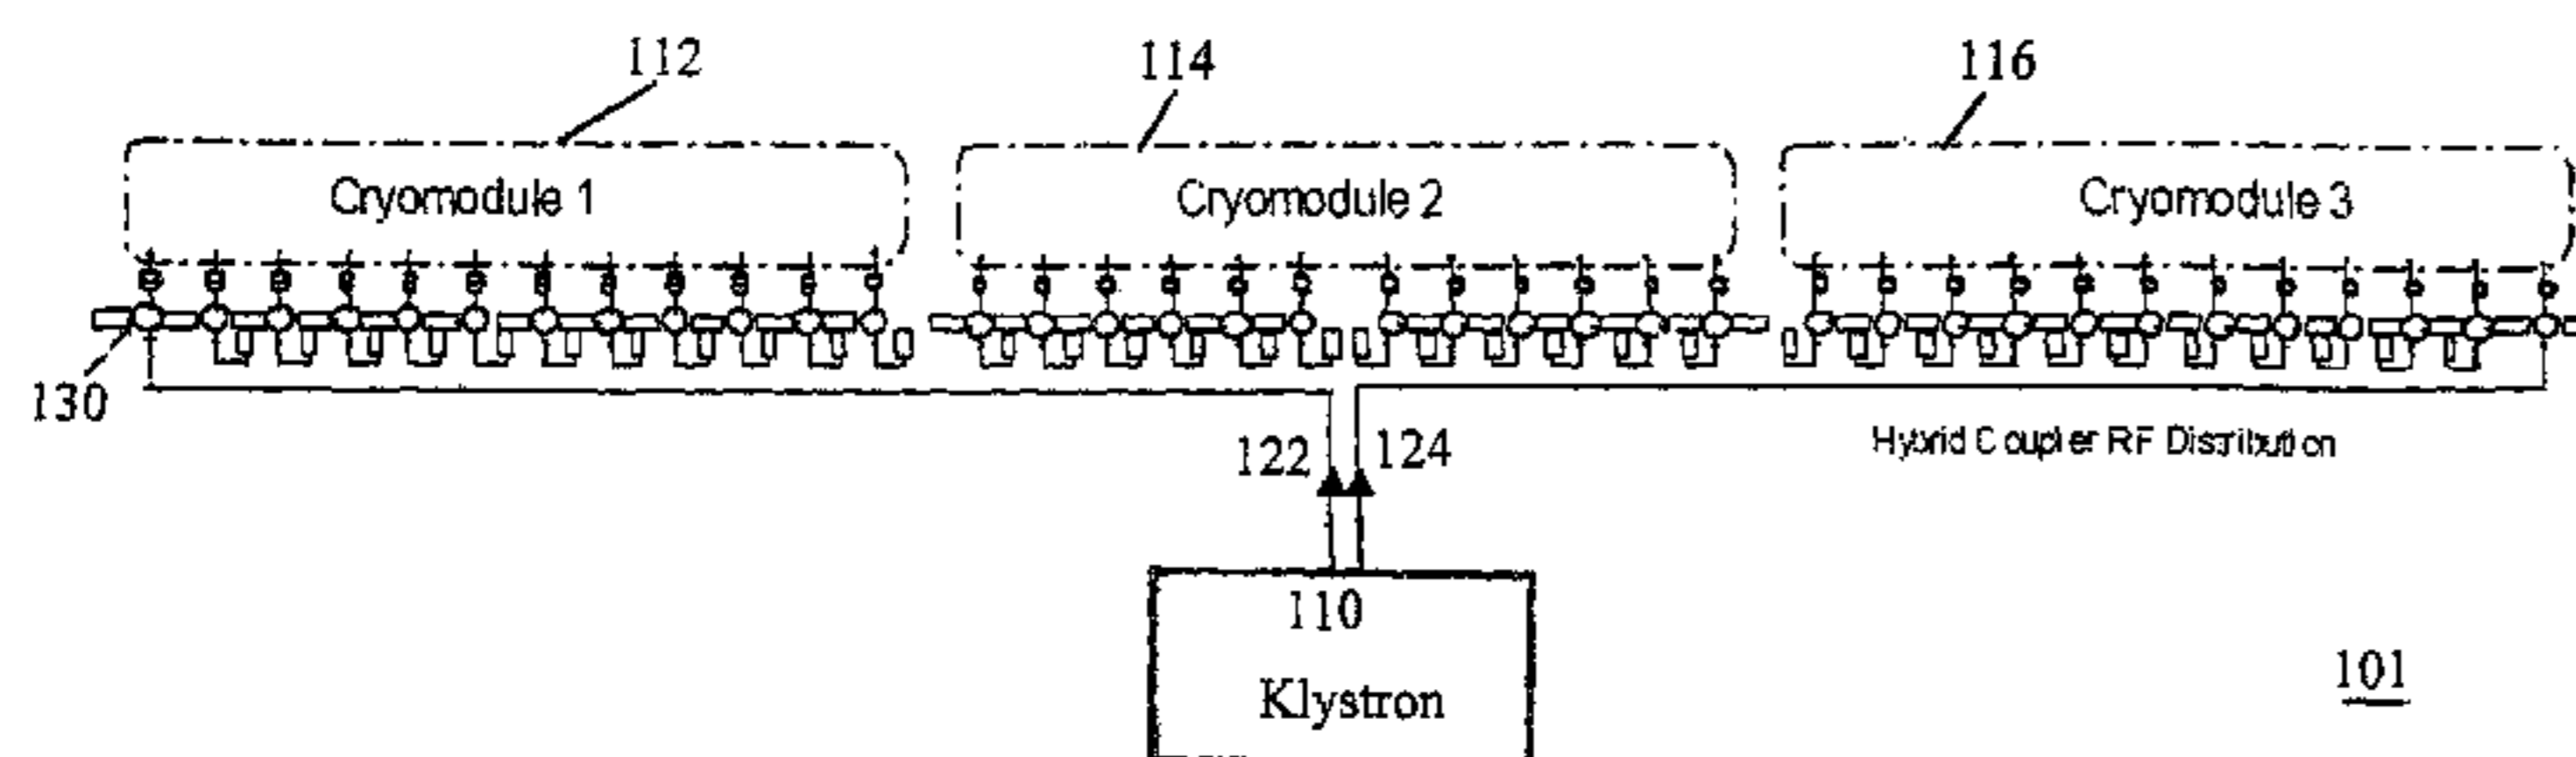 112
114
116
Cryomodule 1
Cryomodule 2
Cryomodule 3
130
122
124
Hybrid Coupler RF Distribution
110
Klystron
101